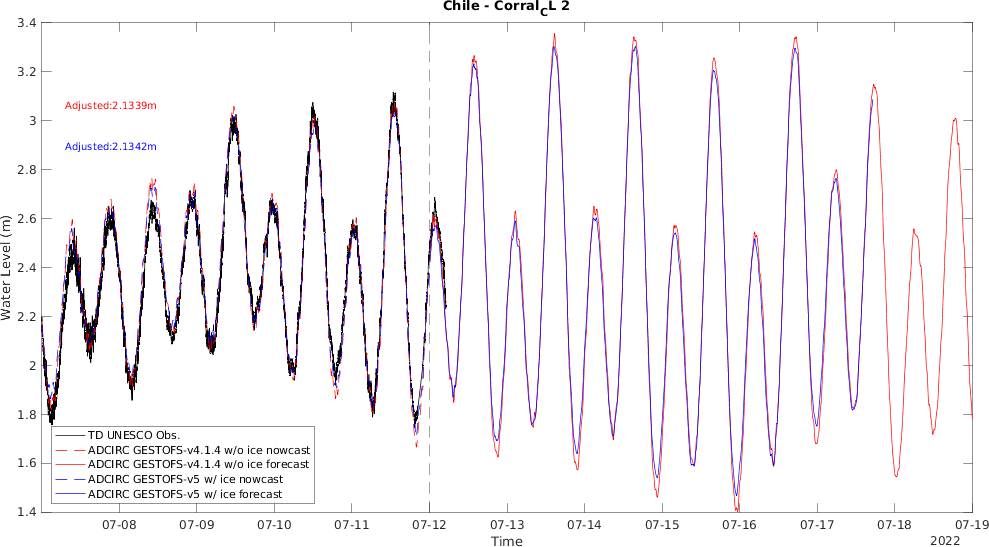 Chile - Corral_CL 2
3.4
3.2
3
2.8
2.6
2.4
2.2
2
1.8
1.6
1.4
Water Level (m)
Adjusted:2.1339m
Adjusted:2.1342m
TD UNESCO Obs.
ADCIRC GESTOFS-v4.1.4 w/o ice nowcast
ADCIRC GESTOFS-v4.1.4 w/o ice forecast
ADCIRC GESTOFS-v5 w/ ice nowcast
ADCIRC GESTOFS-v5 w/ ice forecast
07-08 07-09 07-10 07-11 07-12 07-13 07-14 07-15 07-16 07-17 07-18 07-19
Time
2022